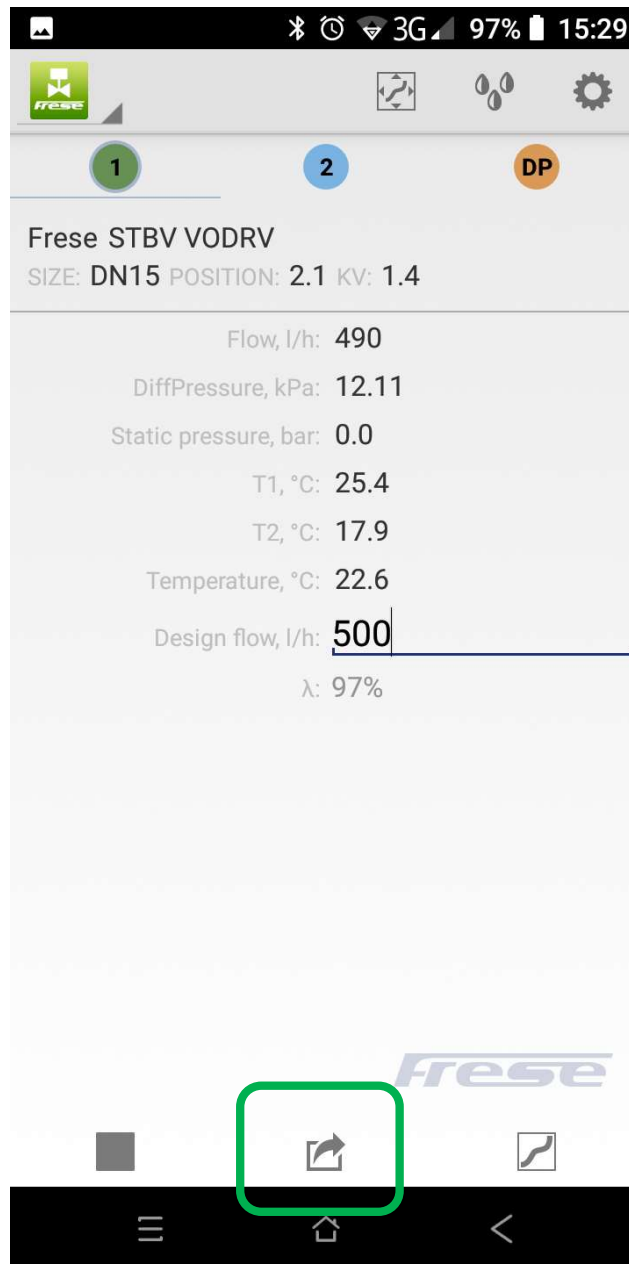 3G 97% 15:29
Frese
1 2 DP
Frese STBV VODRV
SIZE: DN15 POSITION: 2.1 KV: 1.4
Flow, l/h: 490
DiffPressure, kPa: 12.11
Static pressure, bar: 0.0
T1, °C: 25.4
T2, °C: 17.9
Temperature, °C: 22.6
Design flow, l/h: 500
λ: 97%
Frese